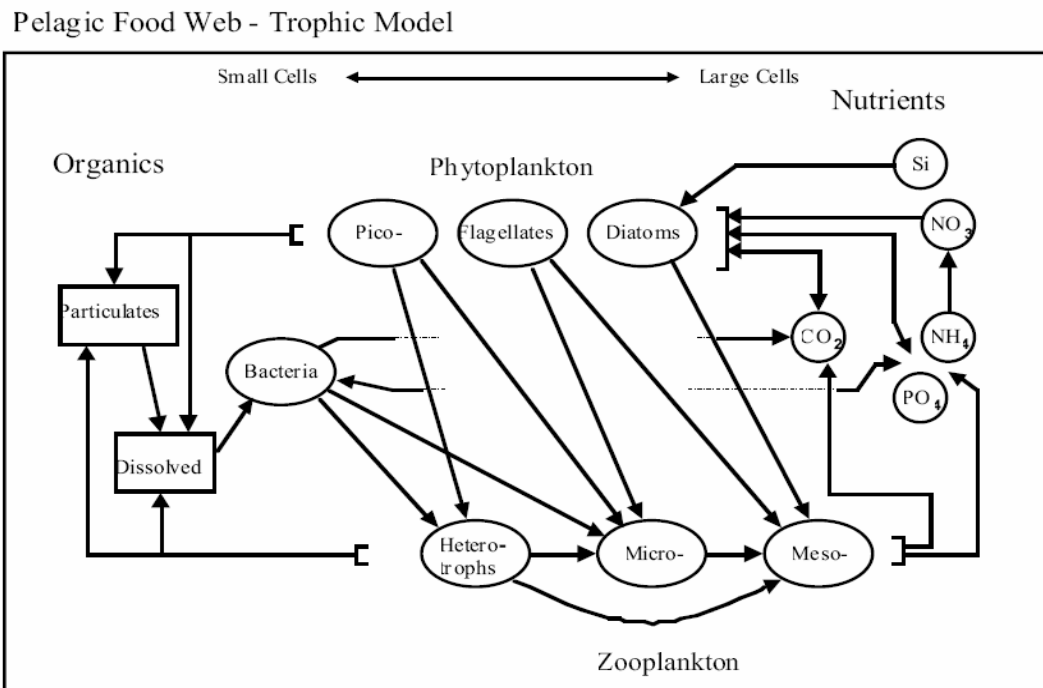 Pelagic Food Web - Trophic Model
Small Cells
Large Cells
Nutrients
Organics
Phytoplankton
Si
Pico-
Flagellates
Diatoms
NO3
Particulates
CO2
NH4
Bacteria
PO4
Dissolved
Hetero-
trophs
Micro-
Meso-
Zooplankton